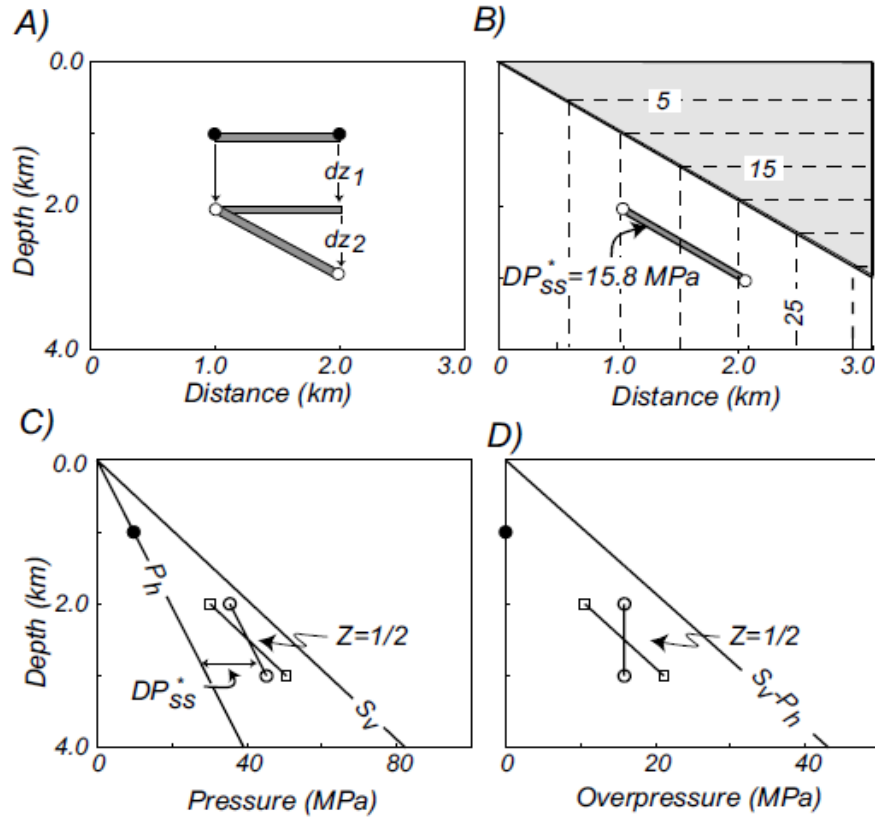 A)
0.0
2.0
4.0
Depth (km)
dz1
dz2
0
1.0
2.0
3.0
Distance (km)
B)
5
15
25
DP*ss=15.8 MPa
0
1.0
2.0
3.0
Distance (km)
C)
0.0
2.0
4.0
Depth (km)
Ph
Sv
Z=1/2
DP*ss
0
40
80
Pressure (MPa)
D)
Z=1/2
Sv-Ph
0
20
40
Overpressure (MPa)